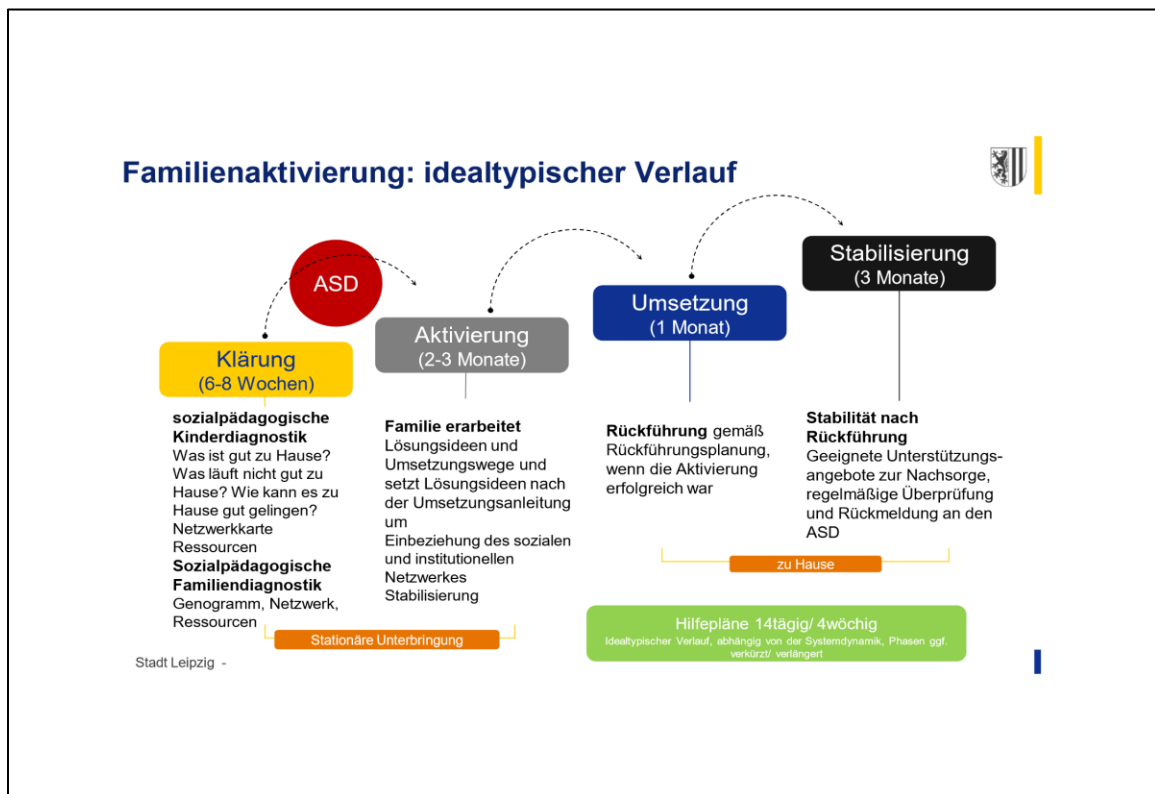 Familienaktivierung: idealtypischer Verlauf
ASD
Klärung
(6-8 Wochen)
sozialpädagogische
Kinderdiagnostik
Was ist gut zu Hause?
Was läuft nicht gut zu
Hause? Wie kann es zu
Hause gut gelingen?
Netzwerkkarte
Ressourcen
Sozialpädagogische
Familiendiagnostik
Genogramm, Netzwerk,
Ressourcen
Aktivierung
(2-3 Monate)
Familie erarbeitet
Lösungsideen und
Umsetzungswege und
setzt Lösungsideen nach
der Umsetzungsanleitung
um
Einbeziehung des sozialen
und institutionellen
Netzwerkes
Stabilisierung
Stationäre Unterbringung
Umsetzung
(1 Monat)
Rückführung gemäß
Rückführungsplanung,
wenn die Aktivierung
erfolgreich war
Stabilisierung
(3 Monate)
Stabilität nach
Rückführung
Geeignete Unterstützungs-
angebote zur Nachsorge,
regelmäßige Überprüfung
und Rückmeldung an den
ASD
zu Hause
Hilfepläne 14tägig/ 4wöchig
Idealtypischer Verlauf, abhängig von der Systemdynamik, Phasen ggf.
verkürzt/ verlängert
Stadt Leipzig -